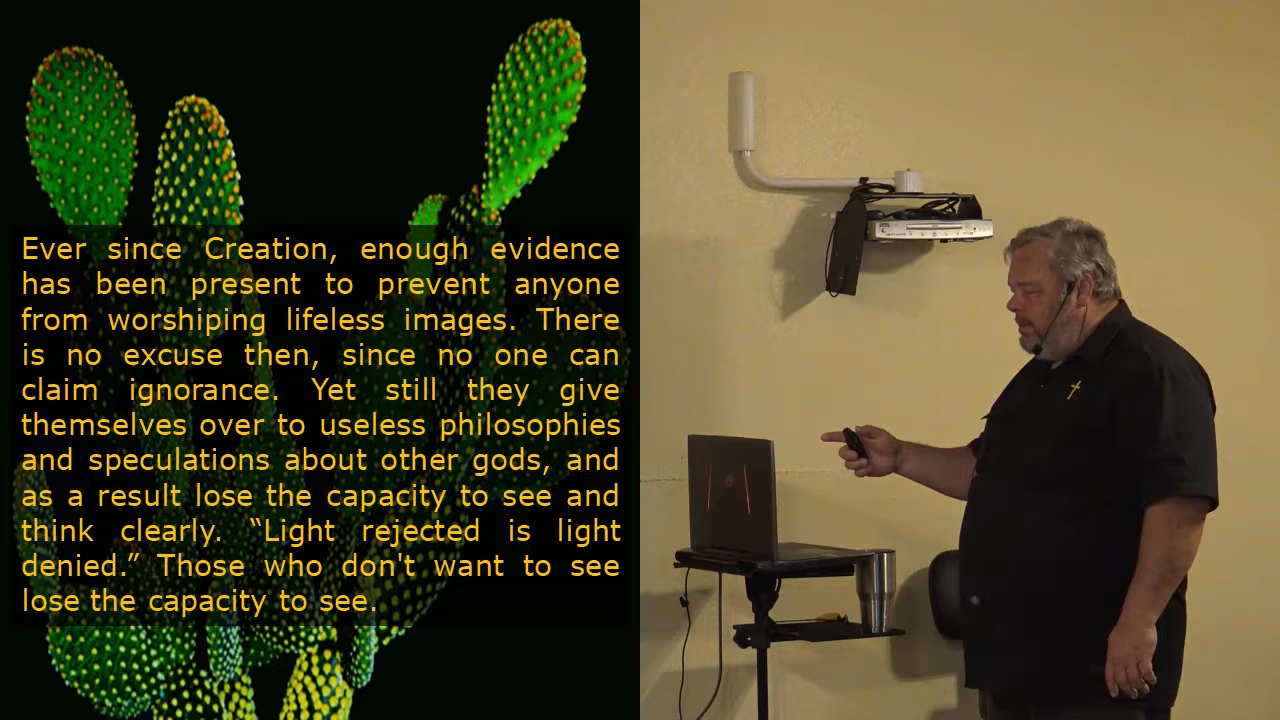 Ever since Creation, enough evidence
has been present to prevent anyone
from worshiping lifeless images. There
is no excuse then, since no one can
claim ignorance. Yet still they give
themselves over to useless philosophies
and speculations about other gods, and
as a result lose the capacity to see and
think clearly. “Light rejected is light
denied.” Those who don't want to see
lose the capacity to see.